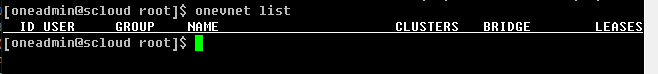 [oneadmin@scloud root]$ onevnet list
ID USER GROUP NAME CLUSTERS BRIDGE LEASES
[oneadmin@scloud root]$